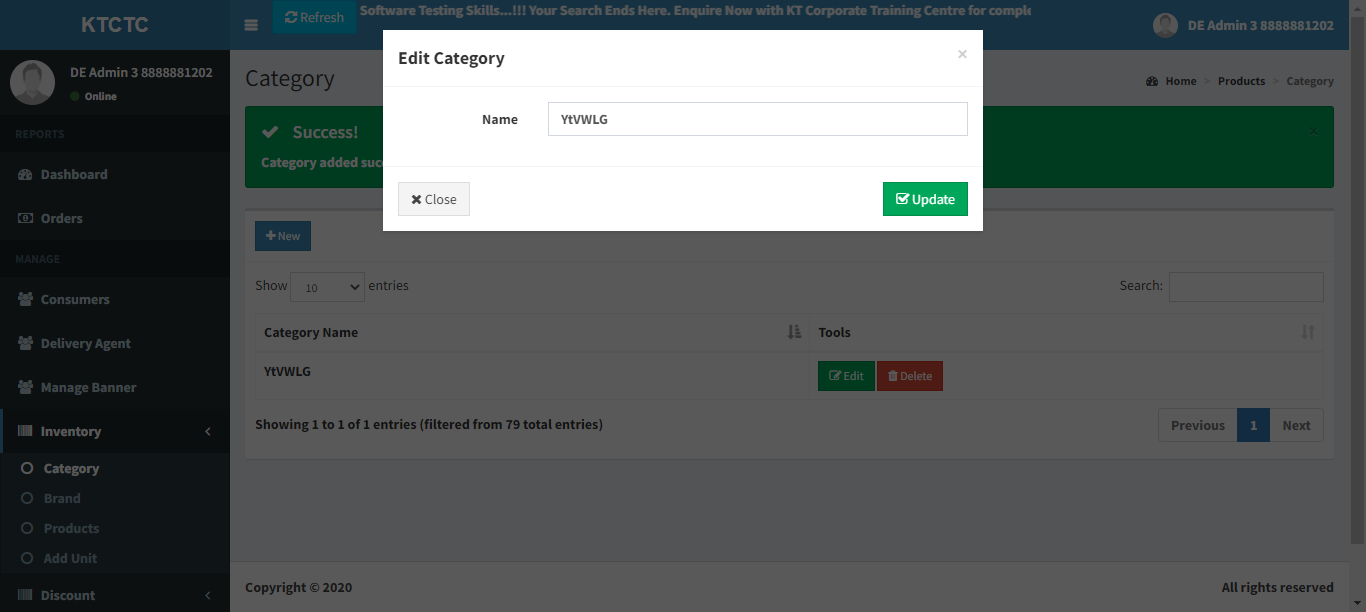 KTCTC
Refresh
Software Testing Skills...!!! Your Search Ends Here. Enquire Now with KT Corporate Training Centre for comple
DE Admin 3 8888881202
DE Admin 3 8888881202
Online
REPORTS
Dashboard
Orders
MANAGE
Consumers
Delivery Agent
Manage Banner
Inventory
Category
Brand
Products
Add Unit
Discount
Category
Home > Products > Category
Success!
Category added suc
×
Edit Category
×
Name
YtVWLG
Close
Update
New
Show 10 entries
Search:
Category Name
Tools
YtVWLG
Edit
Delete
Showing 1 to 1 of 1 entries (filtered from 79 total entries)
Previous 1 Next
Copyright © 2020
All rights reserved